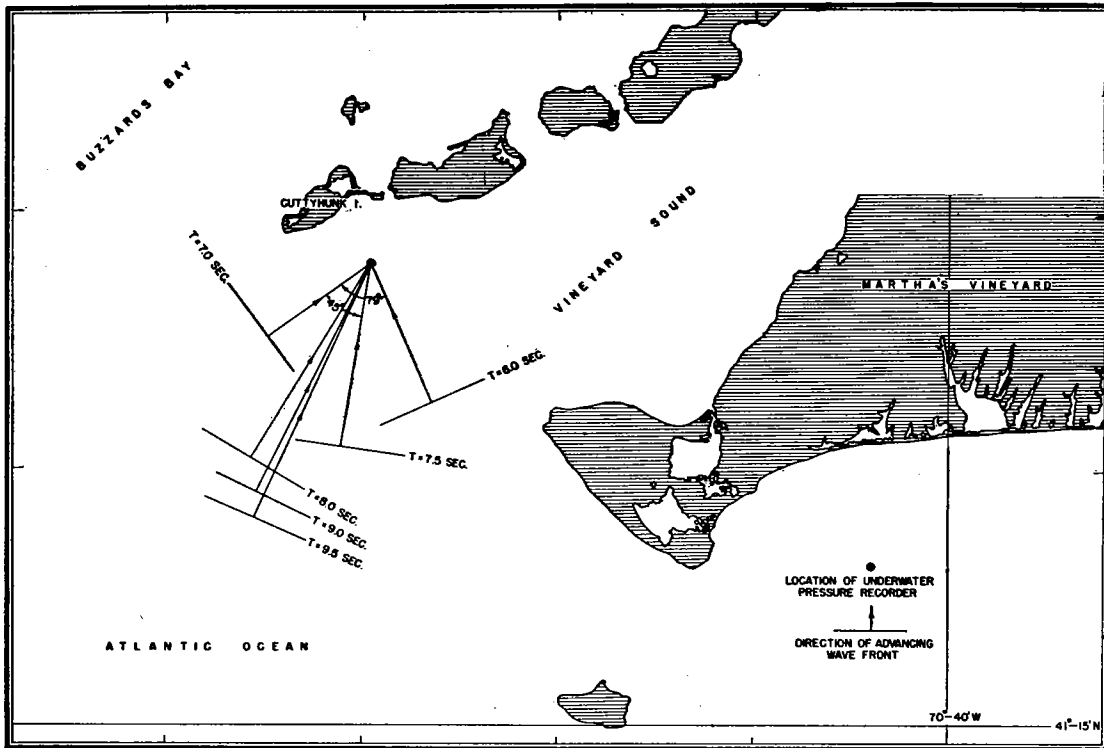 BUZZARDS BAY
CUTTYHUNK I.
VINEYARD SOUND
MARTHA'S VINEYARD
T=7.0 SEC.
45°
79°
T=6.0 SEC.
T=7.5 SEC.
T=8.0 SEC.
T=9.0 SEC.
T=9.5 SEC.
LOCATION OF UNDERWATER
PRESSURE RECORDER
DIRECTION OF ADVANCING
WAVE FRONT
ATLANTIC OCEAN
70°-40'W
41°-15'N